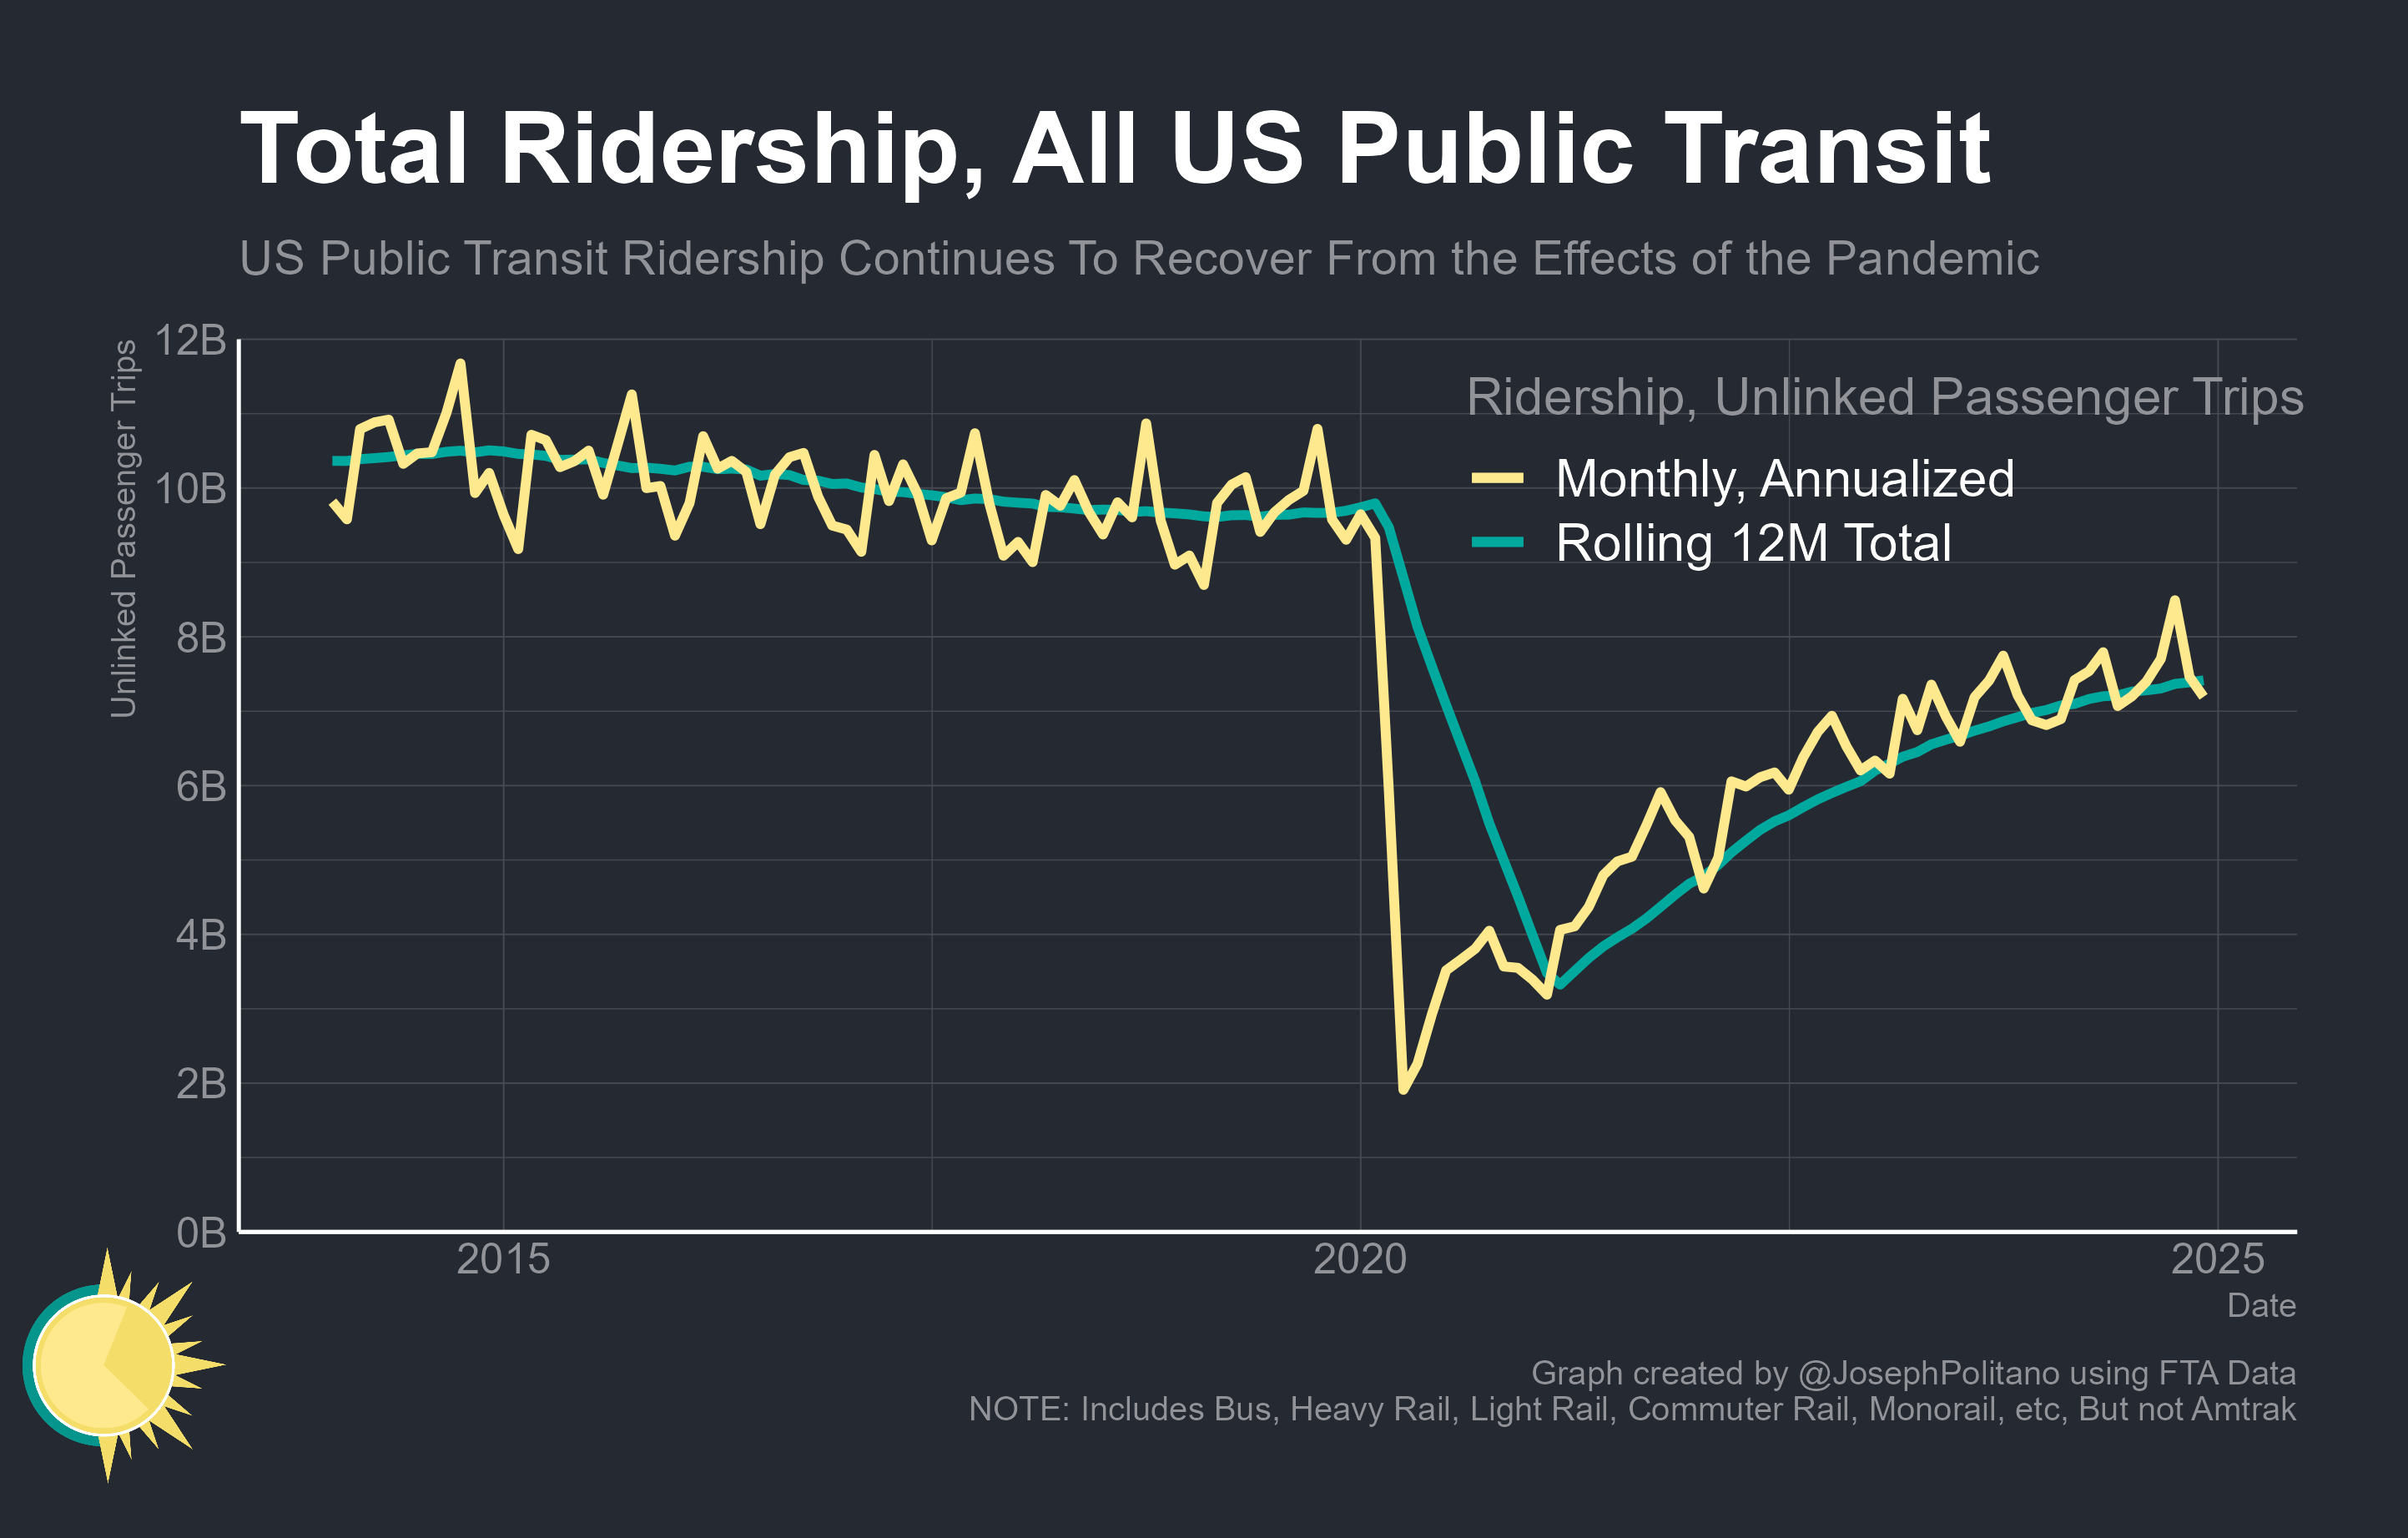 Total Ridership, All US Public Transit
US Public Transit Ridership Continues To Recover From the Effects of the Pandemic
Unlinked Passenger Trips
12B
10B
8B
6B
4B
2B
0B
Ridership, Unlinked Passenger Trips
Monthly, Annualized
Rolling 12M Total
2015
2020
2025
Date
Graph created by @JosephPolitano using FTA Data
NOTE: Includes Bus, Heavy Rail, Light Rail, Commuter Rail, Monorail, etc, But not Amtrak